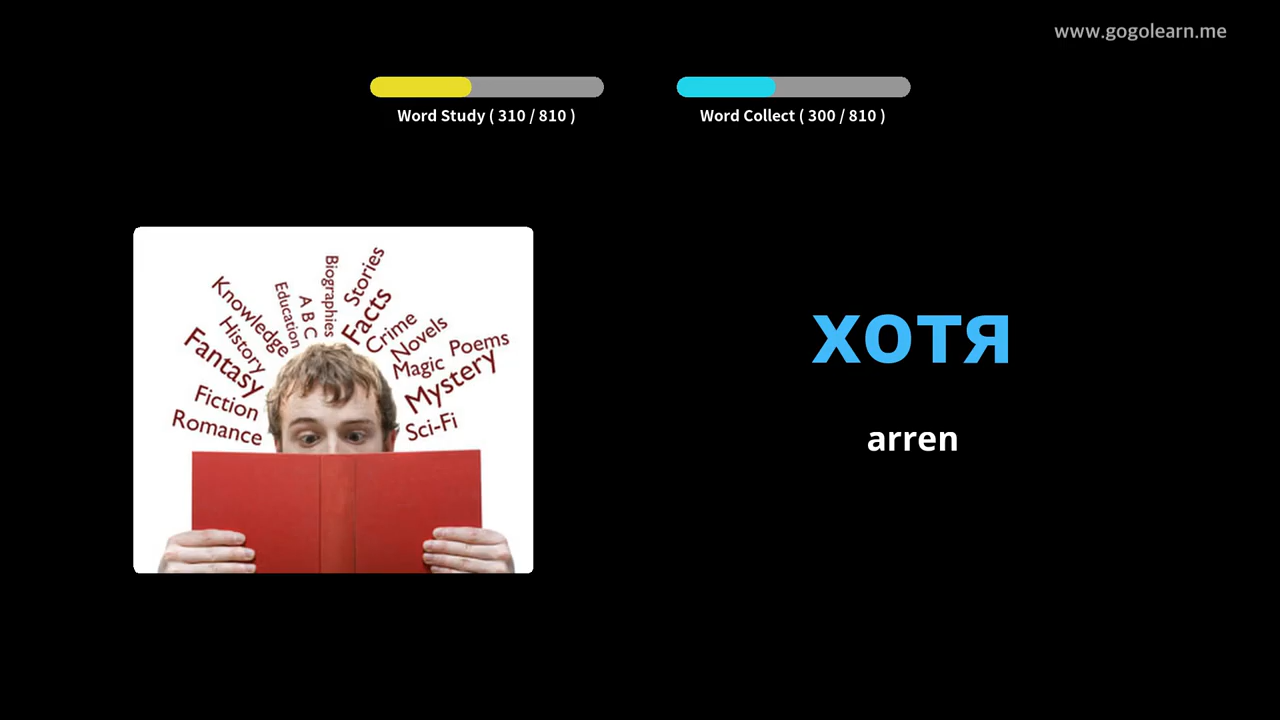 www.gogolearn.me
Word Study ( 310 / 810 )
Word Collect ( 300 / 810 )
Biographies
Stories
Education
A B C
Facts
Knowledge
Crime
History
Novels
Poems
Fantasy
Magic
Mystery
Fiction
Romance
Sci-Fi
хотя
arren